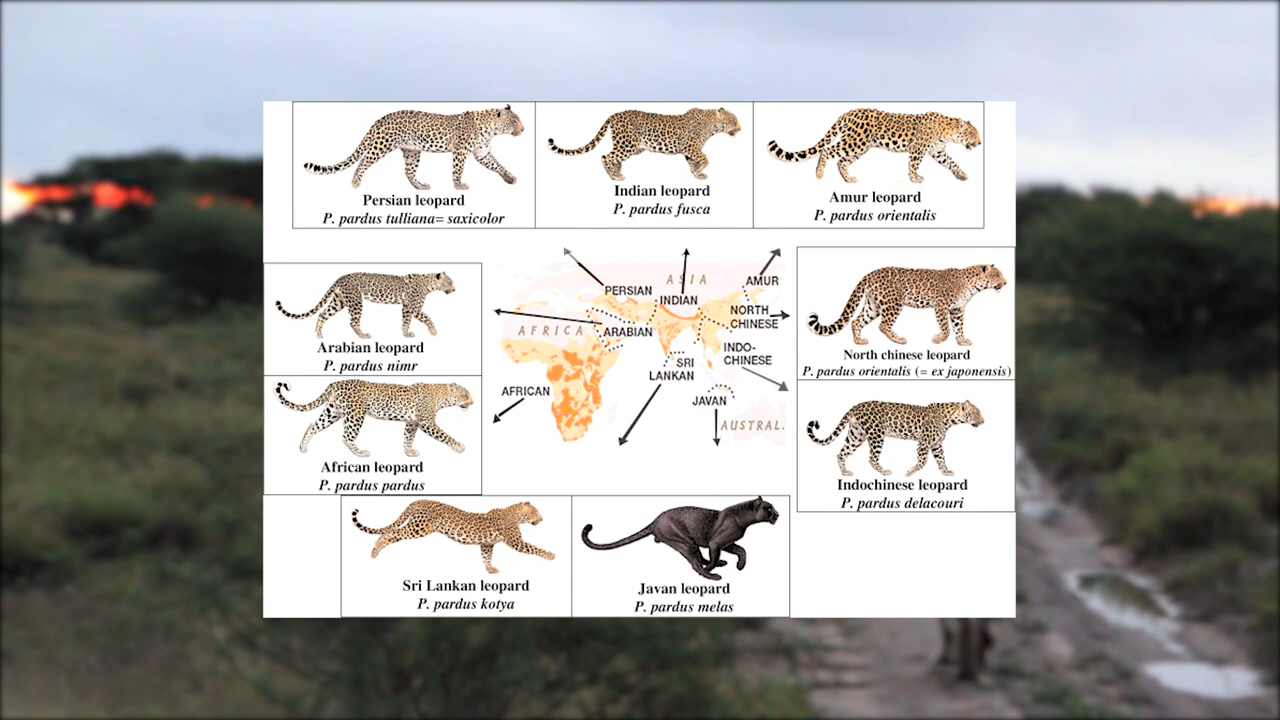 Persian leopard
P. pardus tulliana= saxicolor
Indian leopard
P. pardus fusca
Amur leopard
P. pardus orientalis
Arabian leopard
P. pardus nimr
African leopard
P. pardus pardus
ASIA
PERSIAN
INDIAN
AMUR
NORTH
CHINESE
AFRICA
ARABIAN
INDO-
CHINESE
SRI
LANKAN
AFRICAN
JAVAN
AUSTRAL.
North chinese leopard
P. pardus orientalis (= ex japonensis)
Indochinese leopard
P. pardus delacouri
Sri Lankan leopard
P. pardus kotya
Javan leopard
P. pardus melas